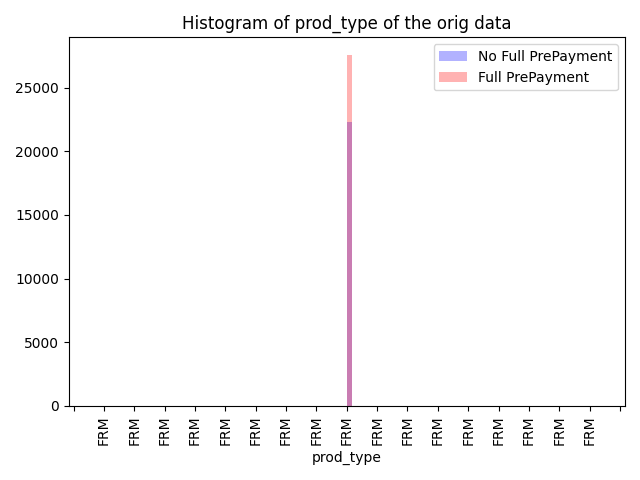 Histogram of prod_type of the orig data
No Full PrePayment
Full PrePayment
25000
20000
15000
10000
5000
0
FRM FRM FRM FRM FRM FRM FRM FRM FRM FRM FRM FRM FRM FRM FRM FRM FRM
prod_type